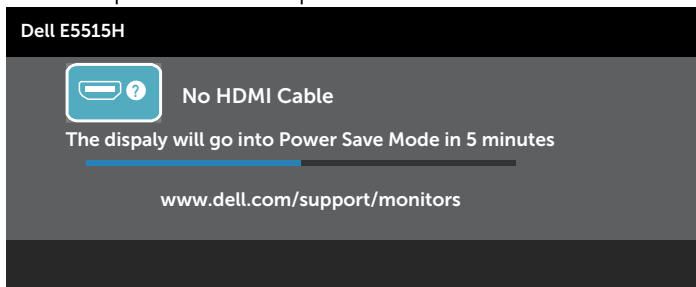 Dell E5515H
?
No HDMI Cable
The dispaly will go into Power Save Mode in 5 minutes
www.dell.com/support/monitors